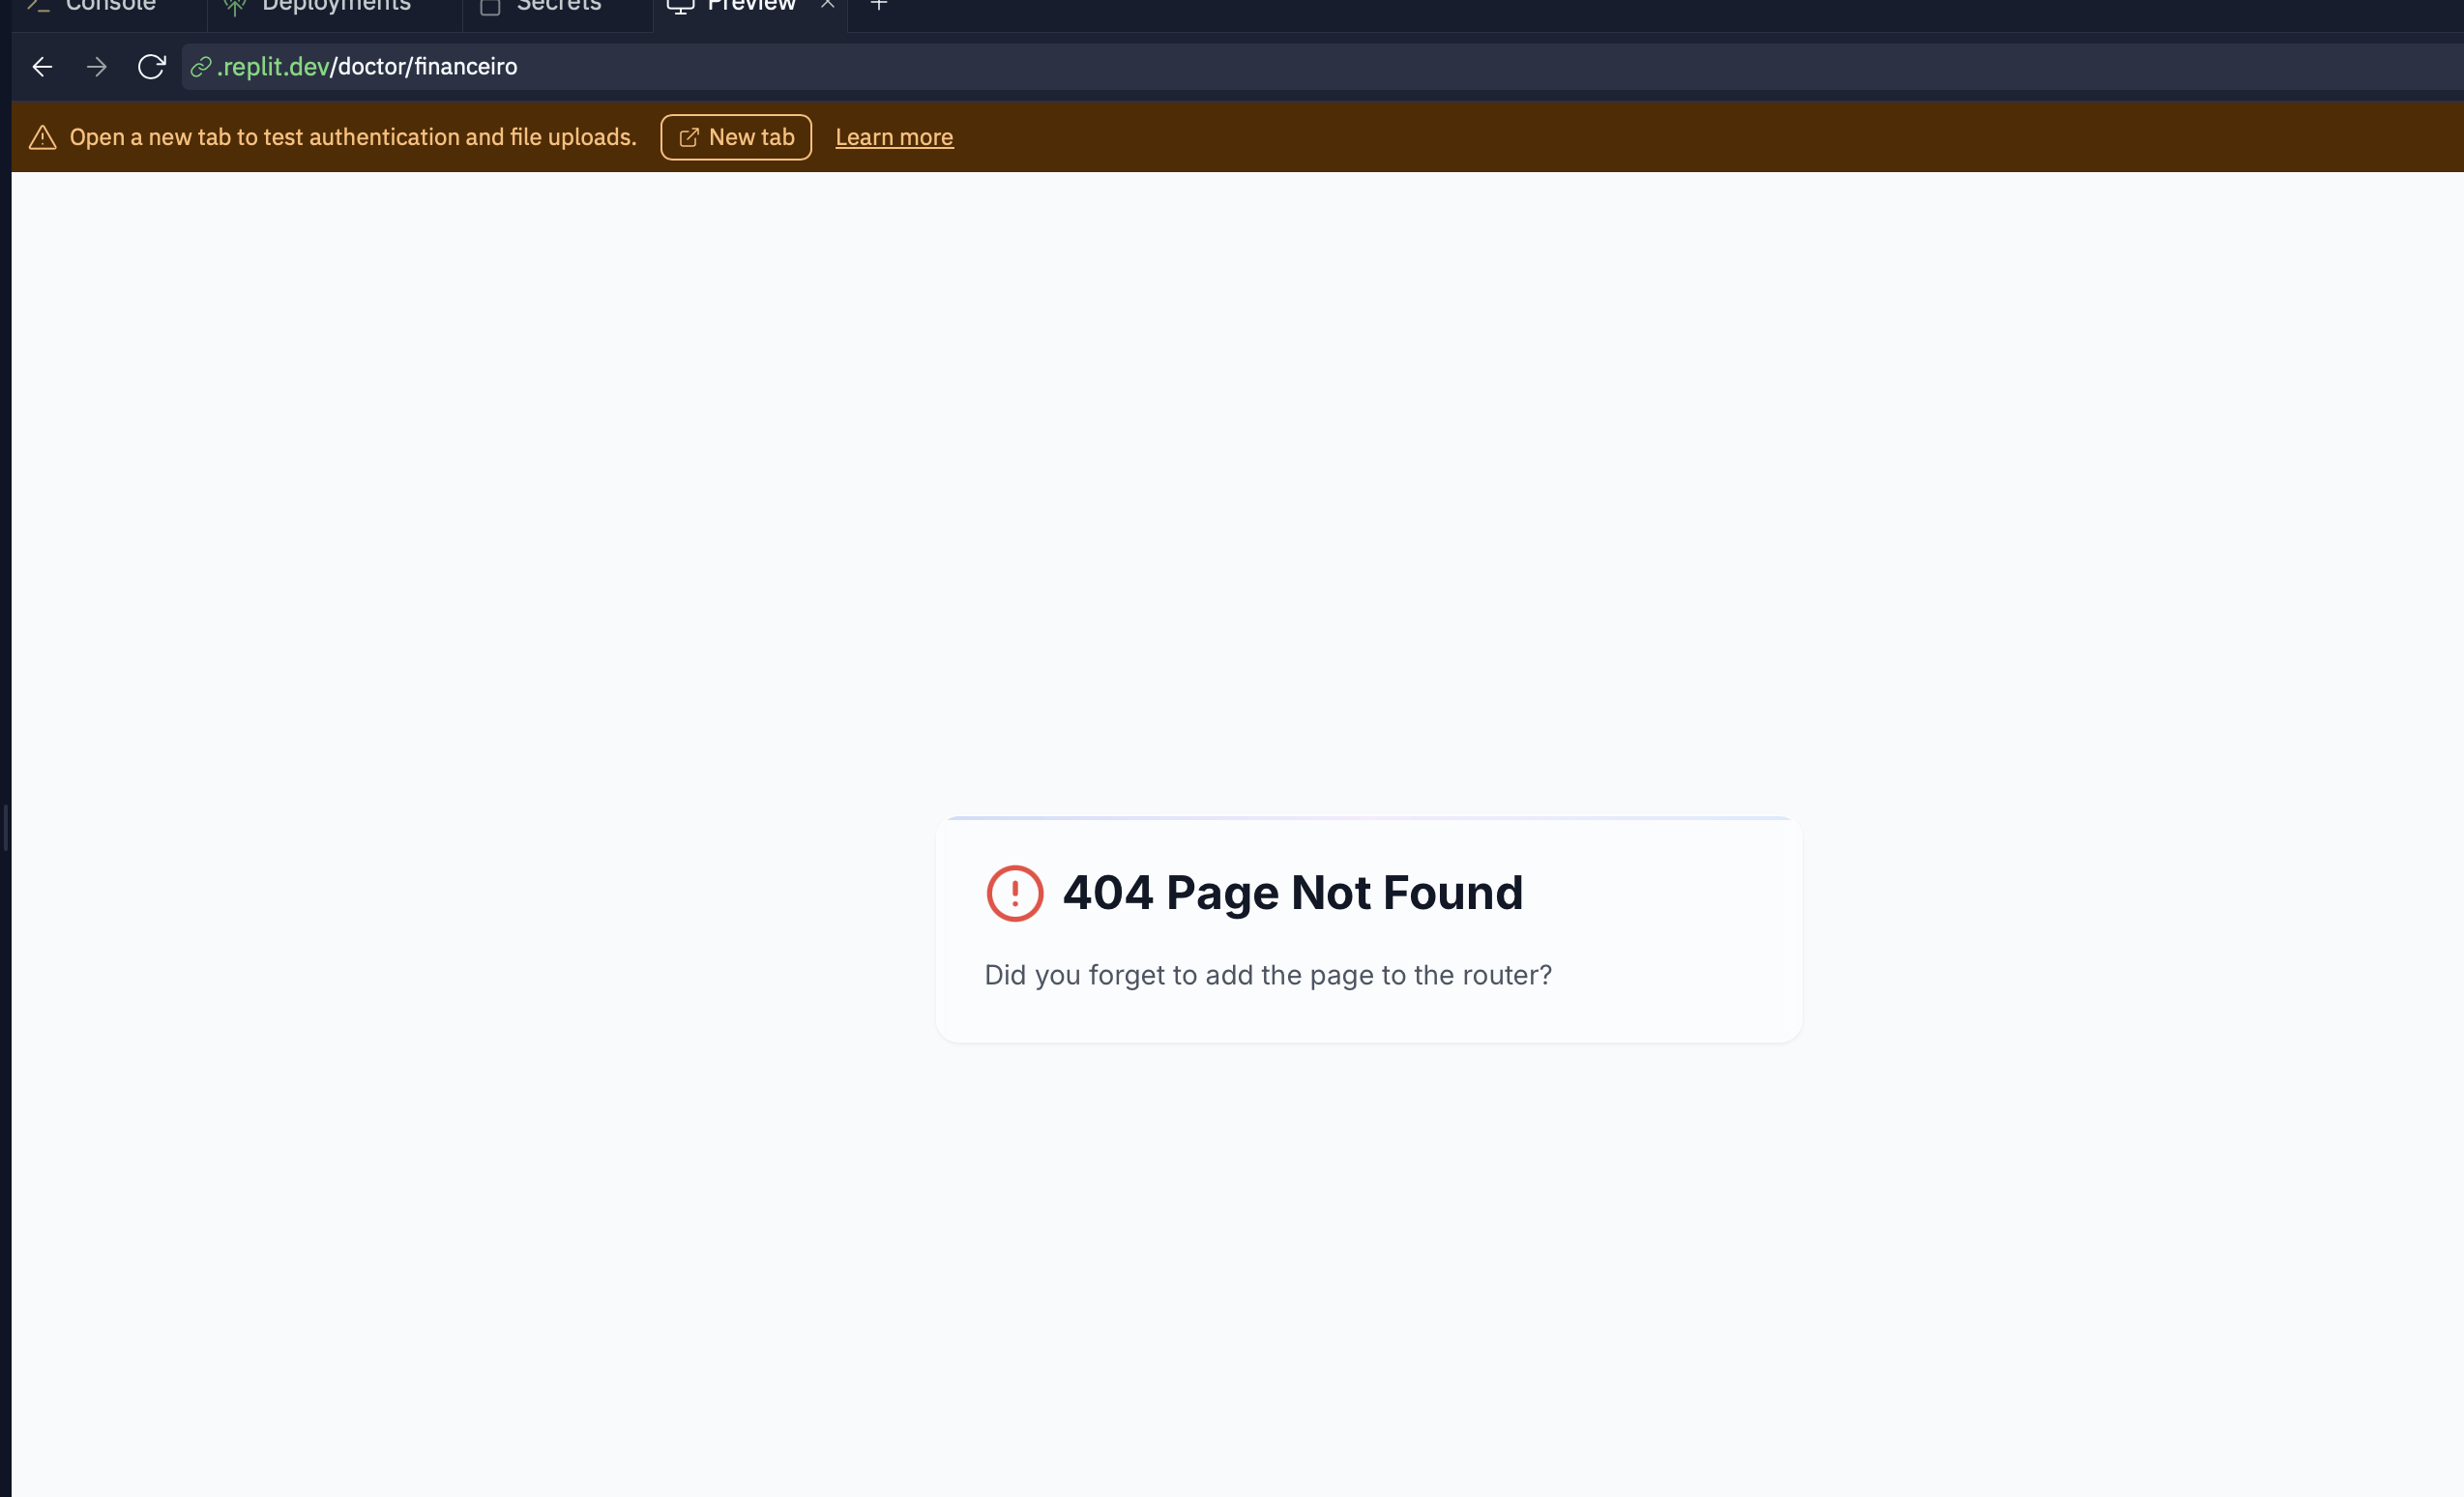 Console Deployments Secrets Preview
.replit.dev/doctor/financeiro
Open a new tab to test authentication and file uploads. New tab Learn more
404 Page Not Found
Did you forget to add the page to the router?